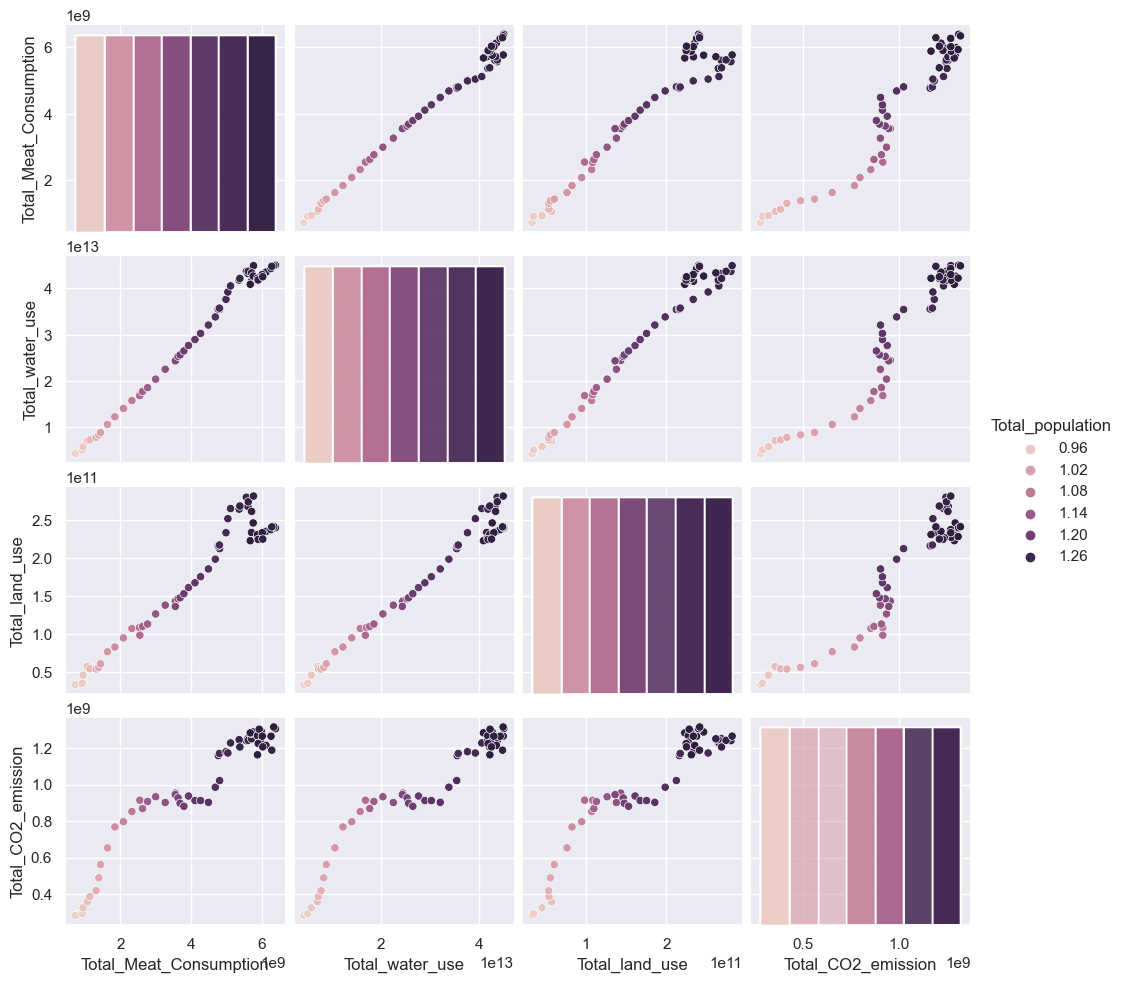 1e9
6
4
2
Total_Meat_Consumption
1e13
4
3
2
1
Total_water_use
1e11
2.5
2.0
1.5
1.0
0.5
Total_land_use
1e9
1.2
1.0
0.8
0.6
0.4
Total_CO2_emission
2 4 6
Total_Meat_Consumption 1e9
2 4
Total_water_use 1e13
1 2
Total_land_use 1e11
0.5 1.0
Total_CO2_emission 1e9
Total_population
0.96
1.02
1.08
1.14
1.20
1.26